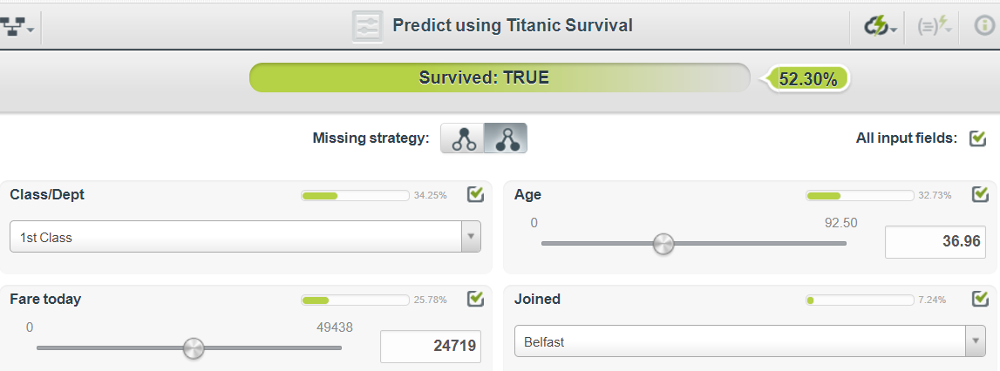 Predict using Titanic Survival
Survived: TRUE
52.30%
Missing strategy:
All input fields:
Class/Dept
34.25%
1st Class
Age
32.73%
0
92.50
36.96
Fare today
25.78%
0
49438
24719
Joined
7.24%
Belfast